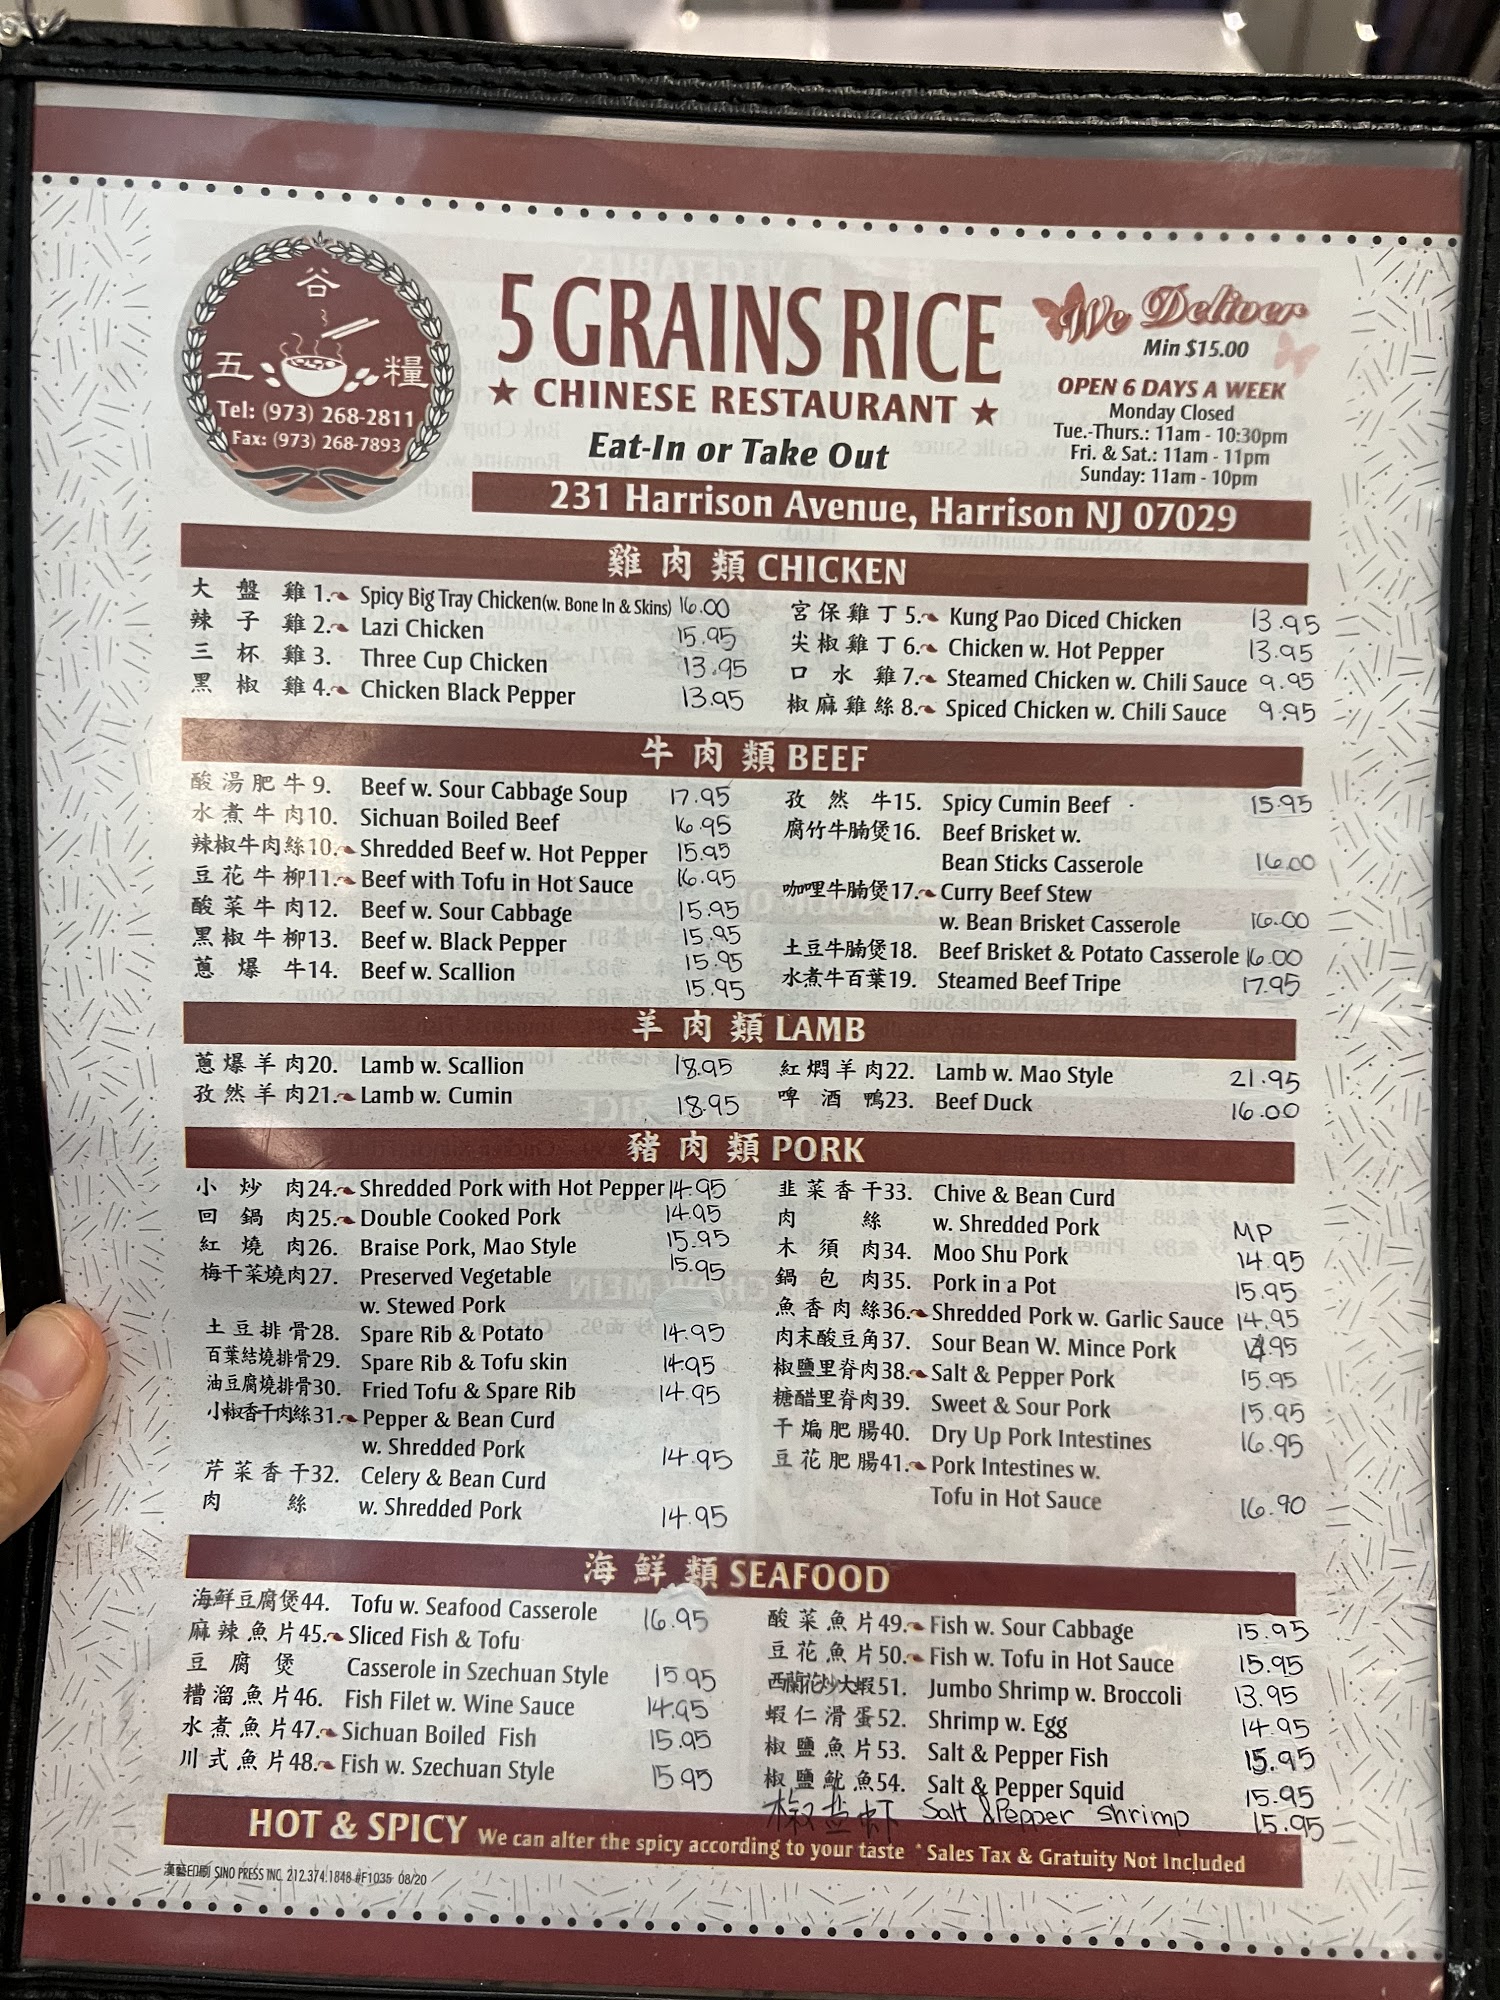 谷
五 糧
Tel: (973) 268-2811
Fax: (973) 268-7893
5 GRAINS RICE
★ CHINESE RESTAURANT ★
Eat-In or Take Out
We Deliver
Min $15.00
OPEN 6 DAYS A WEEK
Monday Closed
Tue.-Thurs.: 11am - 10:30pm
Fri. & Sat.: 11am - 11pm
Sunday: 11am - 10pm
231 Harrison Avenue, Harrison NJ 07029
雞肉類 CHICKEN
大盤雞 1. Spicy Big Tray Chicken(w. Bone In & Skins) 16.00
辣子雞 2. Lazi Chicken 15.95
三杯雞 3. Three Cup Chicken 13.95
黑椒雞 4. Chicken Black Pepper 13.95
宮保雞丁 5. Kung Pao Diced Chicken 13.95
尖椒雞丁 6. Chicken w. Hot Pepper 13.95
口水雞 7. Steamed Chicken w. Chili Sauce 9.95
椒麻雞絲 8. Spiced Chicken w. Chili Sauce 9.95
牛肉類 BEEF
酸湯肥牛 9. Beef w. Sour Cabbage Soup 17.95
水煮牛肉 10. Sichuan Boiled Beef 16.95
辣椒牛肉絲 10. Shredded Beef w. Hot Pepper 15.95
豆花牛柳 11. Beef with Tofu in Hot Sauce 16.95
酸菜牛肉 12. Beef w. Sour Cabbage 15.95
黑椒牛柳 13. Beef w. Black Pepper 15.95
蔥爆牛 14. Beef w. Scallion 15.95
15.95
孜然牛 15. Spicy Cumin Beef 15.95
腐竹牛腩煲 16. Beef Brisket w.
Bean Sticks Casserole 16.00
咖哩牛腩煲 17. Curry Beef Stew
w. Bean Brisket Casserole 16.00
土豆牛腩煲 18. Beef Brisket & Potato Casserole 16.00
水煮牛百葉 19. Steamed Beef Tripe 17.95
羊肉類 LAMB
蔥爆羊肉 20. Lamb w. Scallion 18.95
孜然羊肉 21. Lamb w. Cumin 18.95
紅燜羊肉 22. Lamb w. Mao Style 21.95
啤酒鴨 23. Beef Duck 16.00
豬肉類 PORK
小炒肉 24. Shredded Pork with Hot Pepper 14.95
回鍋肉 25. Double Cooked Pork 14.95
紅燒肉 26. Braise Pork, Mao Style 15.95
梅干菜燒肉 27. Preserved Vegetable 15.95
w. Stewed Pork
土豆排骨 28. Spare Rib & Potato 14.95
百葉結燒排骨 29. Spare Rib & Tofu skin 14.95
油豆腐燒排骨 30. Fried Tofu & Spare Rib 14.95
小椒香干肉絲 31. Pepper & Bean Curd
w. Shredded Pork 14.95
芹菜香干 32. Celery & Bean Curd
肉絲 w. Shredded Pork 14.95
韭菜香干 33. Chive & Bean Curd
肉絲 w. Shredded Pork MP
木須肉 34. Moo Shu Pork 14.95
鍋包肉 35. Pork in a Pot 15.95
魚香肉絲 36. Shredded Pork w. Garlic Sauce 14.95
肉末酸豆角 37. Sour Bean W. Mince Pork
椒鹽里脊肉 38. Salt & Pepper Pork 15.95
糖醋里脊肉 39. Sweet & Sour Pork 15.95
干煸肥腸 40. Dry Up Pork Intestines 16.95
豆花肥腸 41. Pork Intestines w.
Tofu in Hot Sauce 16.90
海鮮類 SEAFOOD
海鮮豆腐煲 44. Tofu w. Seafood Casserole 16.95
麻辣魚片 45. Sliced Fish & Tofu
豆腐煲 Casserole in Szechuan Style 15.95
糟溜魚片 46. Fish Filet w. Wine Sauce 14.95
水煮魚片 47. Sichuan Boiled Fish 15.95
川式魚片 48. Fish w. Szechuan Style 15.95
酸菜魚片 49. Fish w. Sour Cabbage 15.95
豆花魚片 50. Fish w. Tofu in Hot Sauce 15.95
西蘭花炒大蝦 51. Jumbo Shrimp w. Broccoli 13.95
蝦仁滑蛋 52. Shrimp w. Egg 14.95
椒鹽魚片 53. Salt & Pepper Fish 15.95
椒鹽魷魚 54. Salt & Pepper Squid 15.95
椒盐虾 Salt & Pepper Shrimp 15.95
HOT & SPICY We can alter the spicy according to your taste * Sales Tax & Gratuity Not Included
漢藝印刷 SINO PRESS INC. 212.374.1848 #F1035 08/20